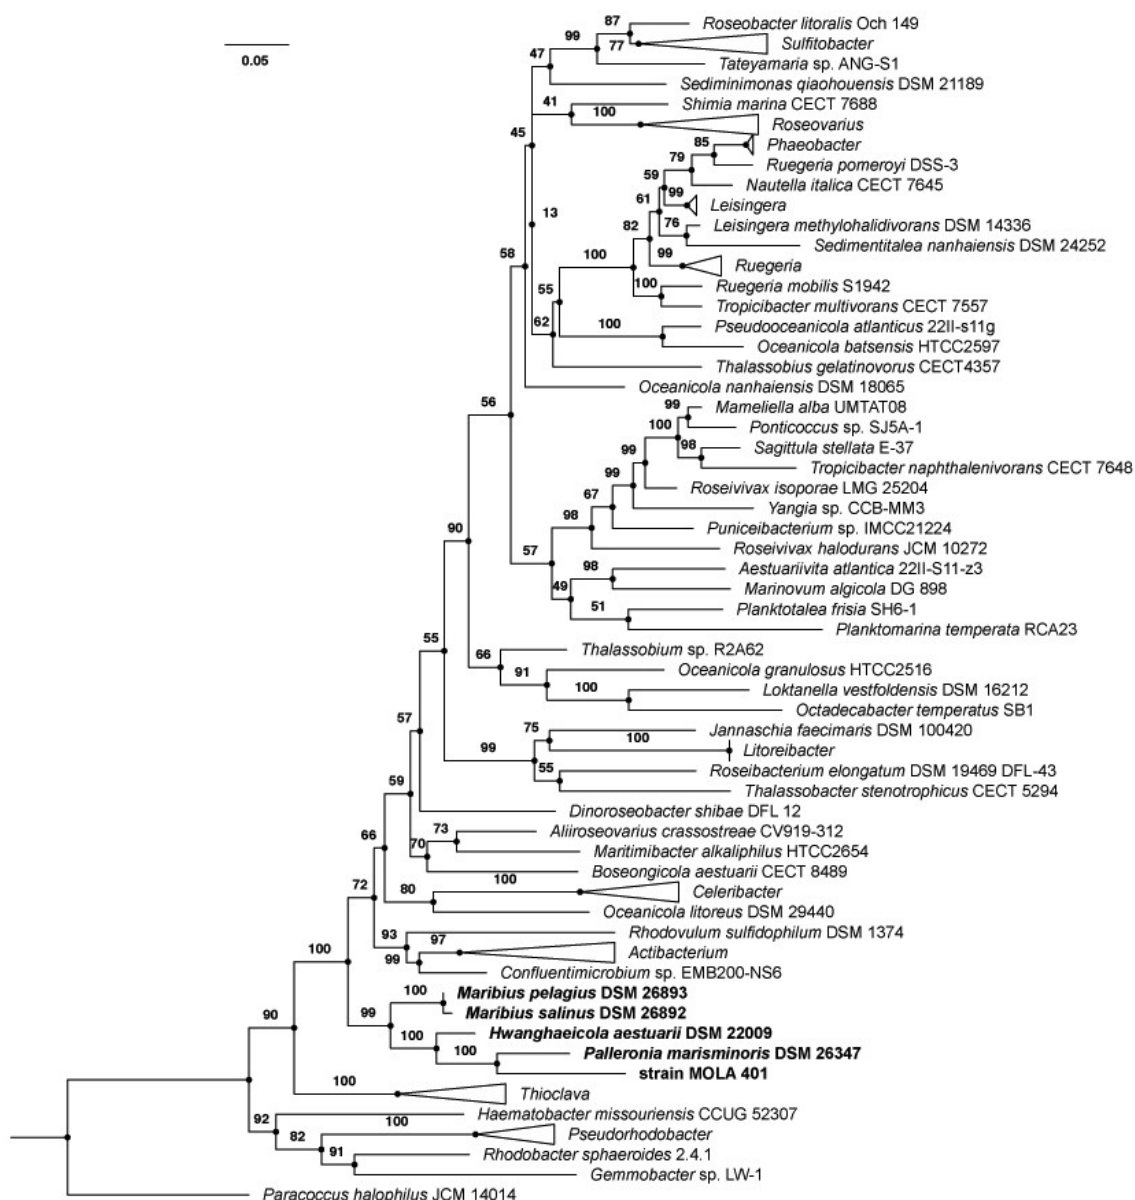 87
Roseobacter litoralis Och 149
99
77
Sulfitobacter
0.05
47
Tateyamaria sp. ANG-S1
Sediminimonas qiaohouensis DSM 21189
41
Shimia marina CECT 7688
100
Roseovarius
45
85
Phaeobacter
79
Ruegeria pomeroyi DSS-3
59
Nautella italica CECT 7645
99
61
Leisingera
76
Leisingera methylohalidivorans DSM 14336
13
82
Sedimentitalea nanhaiensis DSM 24252
58
100
99
Ruegeria
100
Ruegeria mobilis S1942
55
Tropicibacter multivorans CECT 7557
62
100
Pseudooceanicola atlanticus 22II-s11g
Oceanicola batsensis HTCC2597
Thalassobius gelatinovorus CECT4357
Oceanicola nanhaiensis DSM 18065
56
99
Mameliella alba UMTAT08
100
Ponticoccus sp. SJ5A-1
98
Sagittula stellata E-37
99
Tropicibacter naphthalenivorans CECT 7648
99
Roseivivax isoporae LMG 25204
67
Yangia sp. CCB-MM3
98
Puniceibacterium sp. IMCC21224
90
57
Roseivivax halodurans JCM 10272
98
Aestuariivita atlantica 22II-S11-z3
49
Marinovum algicola DG 898
51
Planktotalea frisia SH6-1
Planktomarina temperata RCA23
55
66
Thalassobium sp. R2A62
91
Oceanicola granulosus HTCC2516
100
Loktanella vestfoldensis DSM 16212
Octadecabacter temperatus SB1
57
75
Jannaschia faecimaris DSM 100420
99
100
Litoreibacter
55
Roseibacterium elongatum DSM 19469 DFL-43
59
Thalassobacter stenotrophicus CECT 5294
Dinoroseobacter shibae DFL 12
66
73
Aliiroseovarius crassostreae CV919-312
70
Maritimibacter alkaliphilus HTCC2654
Boseongicola aestuarii CECT 8489
72
80
100
Celeribacter
Oceanicola litoreus DSM 29440
93
Rhodovulum sulfidophilum DSM 1374
100
97
Actibacterium
99
Confluentimicrobium sp. EMB200-NS6
100
Maribius pelagius DSM 26893
99
Maribius salinus DSM 26892
90
100
Hwanghaeicola aestuarii DSM 22009
100
Palleronia marisminoris DSM 26347
strain MOLA 401
100
Thioclava
92
Haematobacter missouriensis CCUG 52307
100
82
Pseudorhodobacter
91
Rhodobacter sphaeroides 2.4.1
Gemmobacter sp. LW-1
Paracoccus halophilus JCM 14014